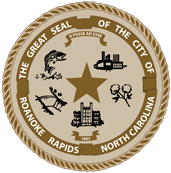 THE GREAT SEAL OF THE CITY OF
A POSSE AD ESSE
1897
ROANOKE RAPIDS NORTH CAROLINA